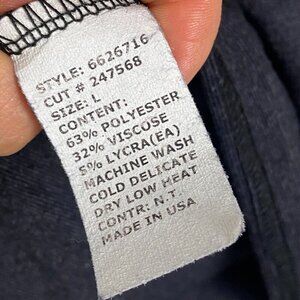 STYLE: 6626716
CUT # 247568
SIZE: L
CONTENT:
63% POLYESTER
32% VISCOSE
5% LYCRA(EA)
MACHINE WASH
COLD DELICATE
DRY LOW HEAT
CONTR: N.T.
MADE IN USA